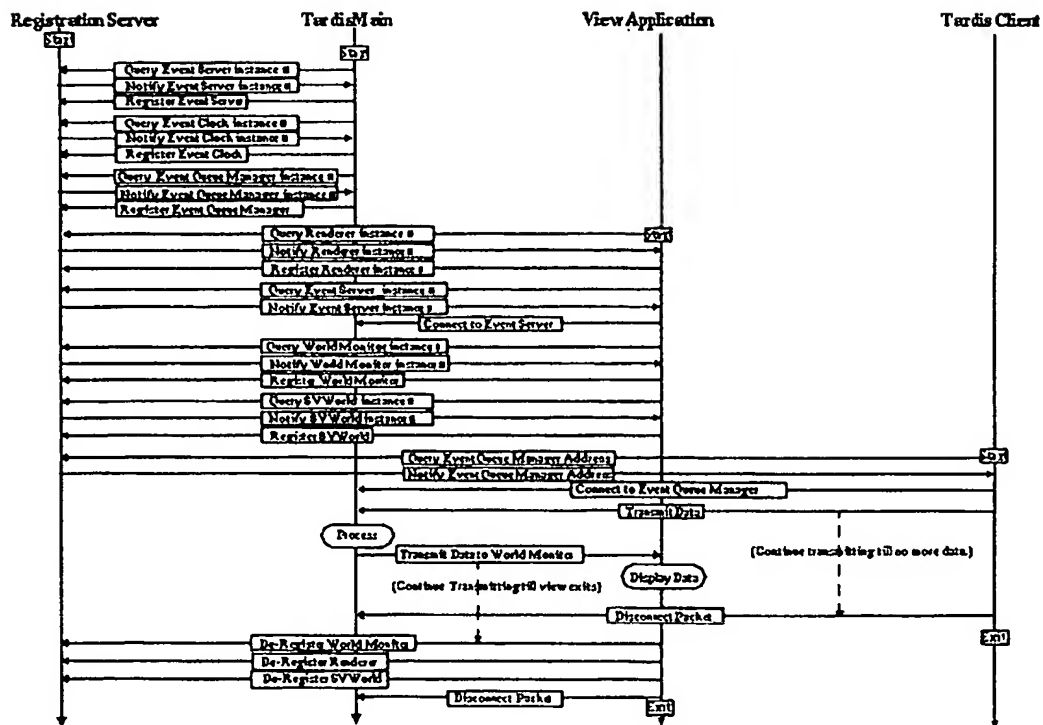 Registration Server TardisMain View Application Tardis Client
Start
Start
Query Event Server Instance #
Notify Event Server Instance #
Register Event Server
Query Event Clock Instance #
Notify Event Clock Instance #
Register Event Clock
Query Event Queue Manager Instance #
Notify Event Queue Manager Instance #
Register Event Queue Manager
Query Renderer Instance # Start
Notify Renderer Instance #
Register Renderer Instance #
Query Event Server Instance #
Notify Event Server Instance #
Connect to Event Server
Query World Monitor Instance #
Notify World Monitor Instance #
Register World Monitor
Query SVWorld Instance #
Notify SVWorld Instance #
Register SVWorld
Query Event Queue Manager Address Start
Notify Event Queue Manager Address
Connect to Event Queue Manager
Transmit Data
Process
Transmit Data to World Monitor (Continue transmitting till no more data.)
Display Data
(Continue Transmitting till view exits)
Disconnect Packet
De-Register World Monitor Exit
De-Register Renderer
De-Register SVWorld
Disconnect Packet Exit